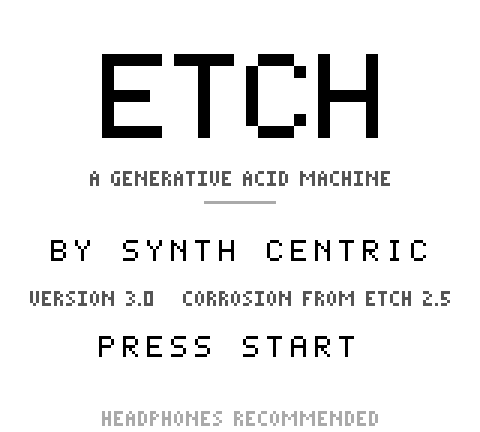 ETCH
A GENERATIVE ACID MACHINE
BY SYNTH CENTRIC
VERSION 3.0 CORROSION FROM ETCH 2.5
PRESS START
HEADPHONES RECOMMENDED